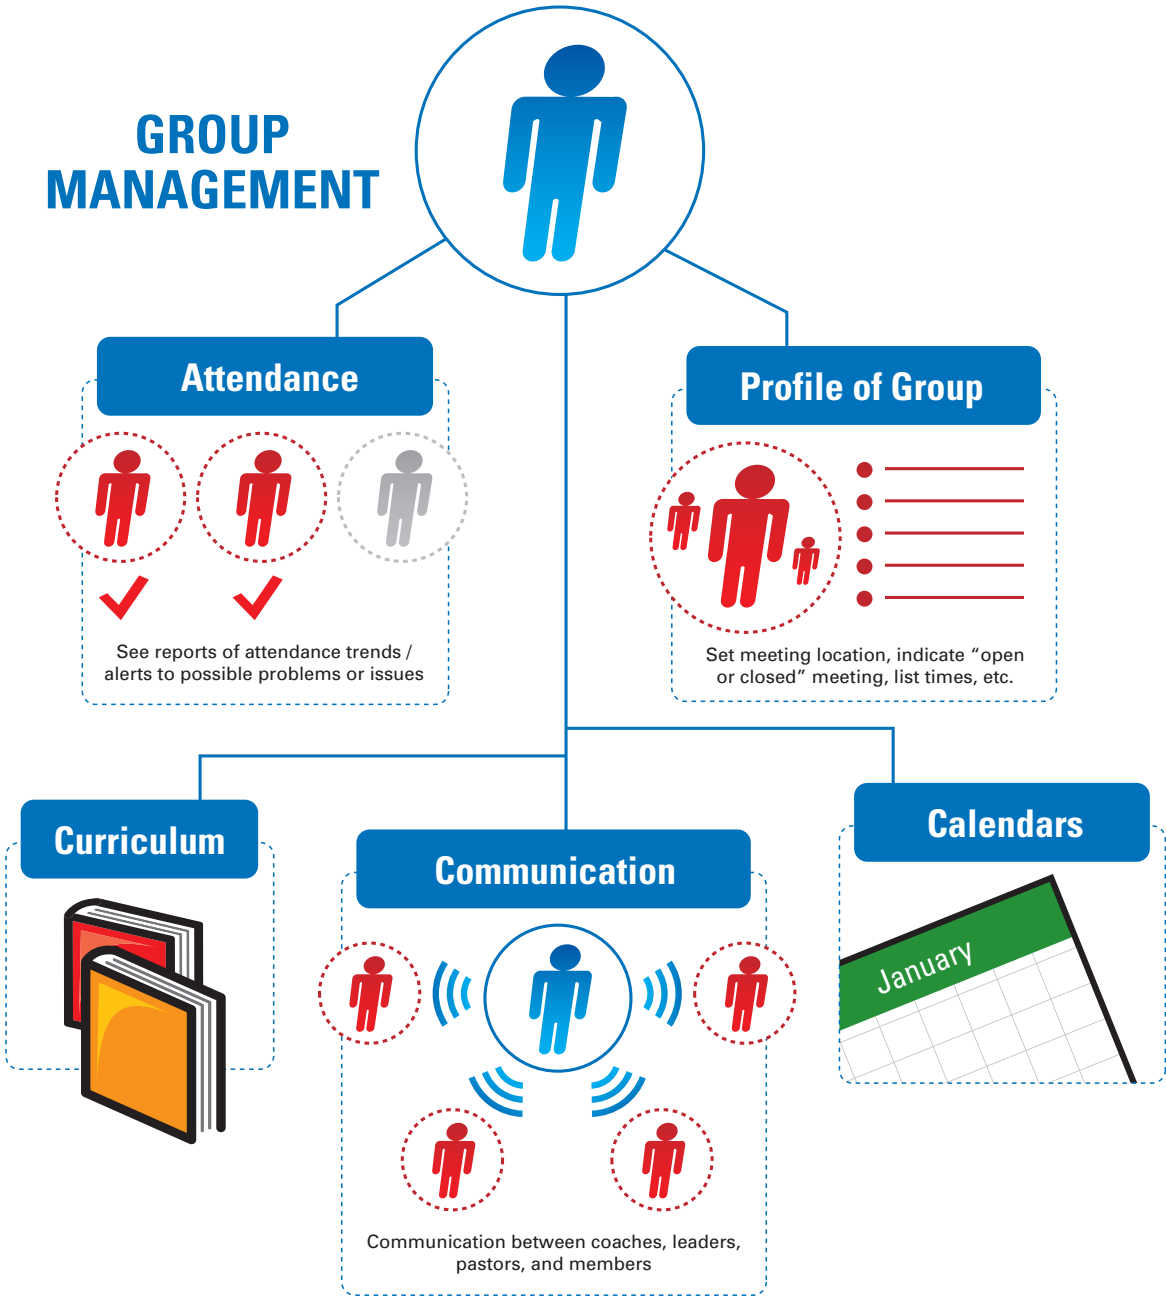 GROUP
MANAGEMENT
Attendance
See reports of attendance trends /
alerts to possible problems or issues
Profile of Group
Set meeting location, indicate “open
or closed” meeting, list times, etc.
Curriculum
Communication
Communication between coaches, leaders,
pastors, and members
Calendars
January